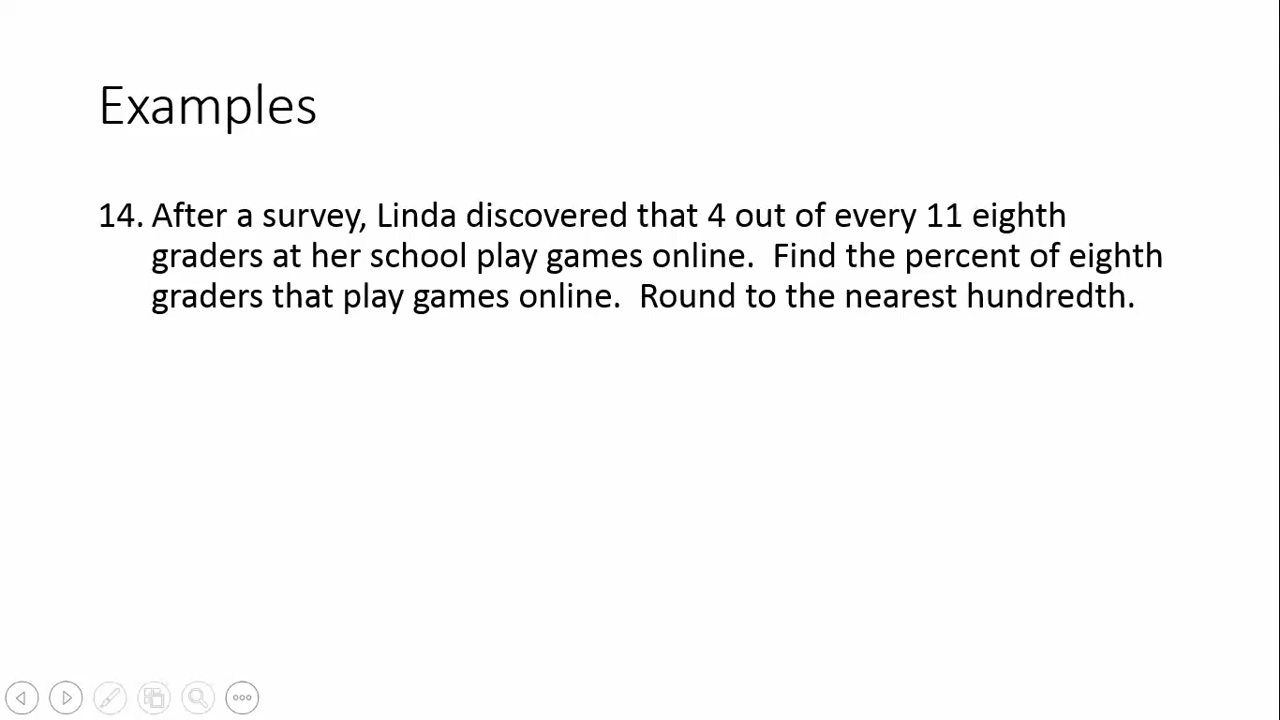 Examples
14. After a survey, Linda discovered that 4 out of every 11 eighth
graders at her school play games online.  Find the percent of eighth
graders that play games online.  Round to the nearest hundredth.